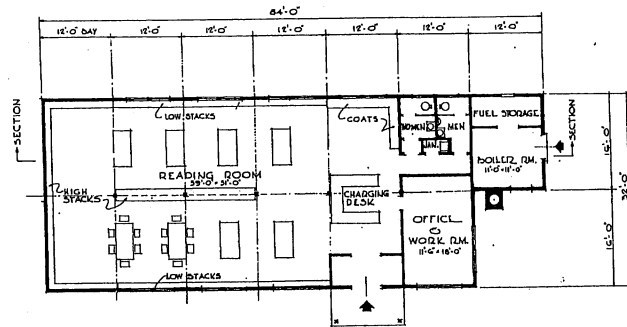 84'-0"
12'-0" BAY 12'-0" 12'-0" 12'-0" 12'-0" 12'-0" 12'-0"
SECTION
LOW STACKS
COATS
WOMEN
MEN
JAN.
FUEL STORAGE
SECTION
BOILER RM.
11'-0" × 11'-0"
16'-0"
32'-0"
16'-0"
READING ROOM
59'-0" × 31'-0"
HIGH
STACKS
CHARGING
DESK
OFFICE
&
WORK RM.
11'-6" × 18'-0"
LOW STACKS